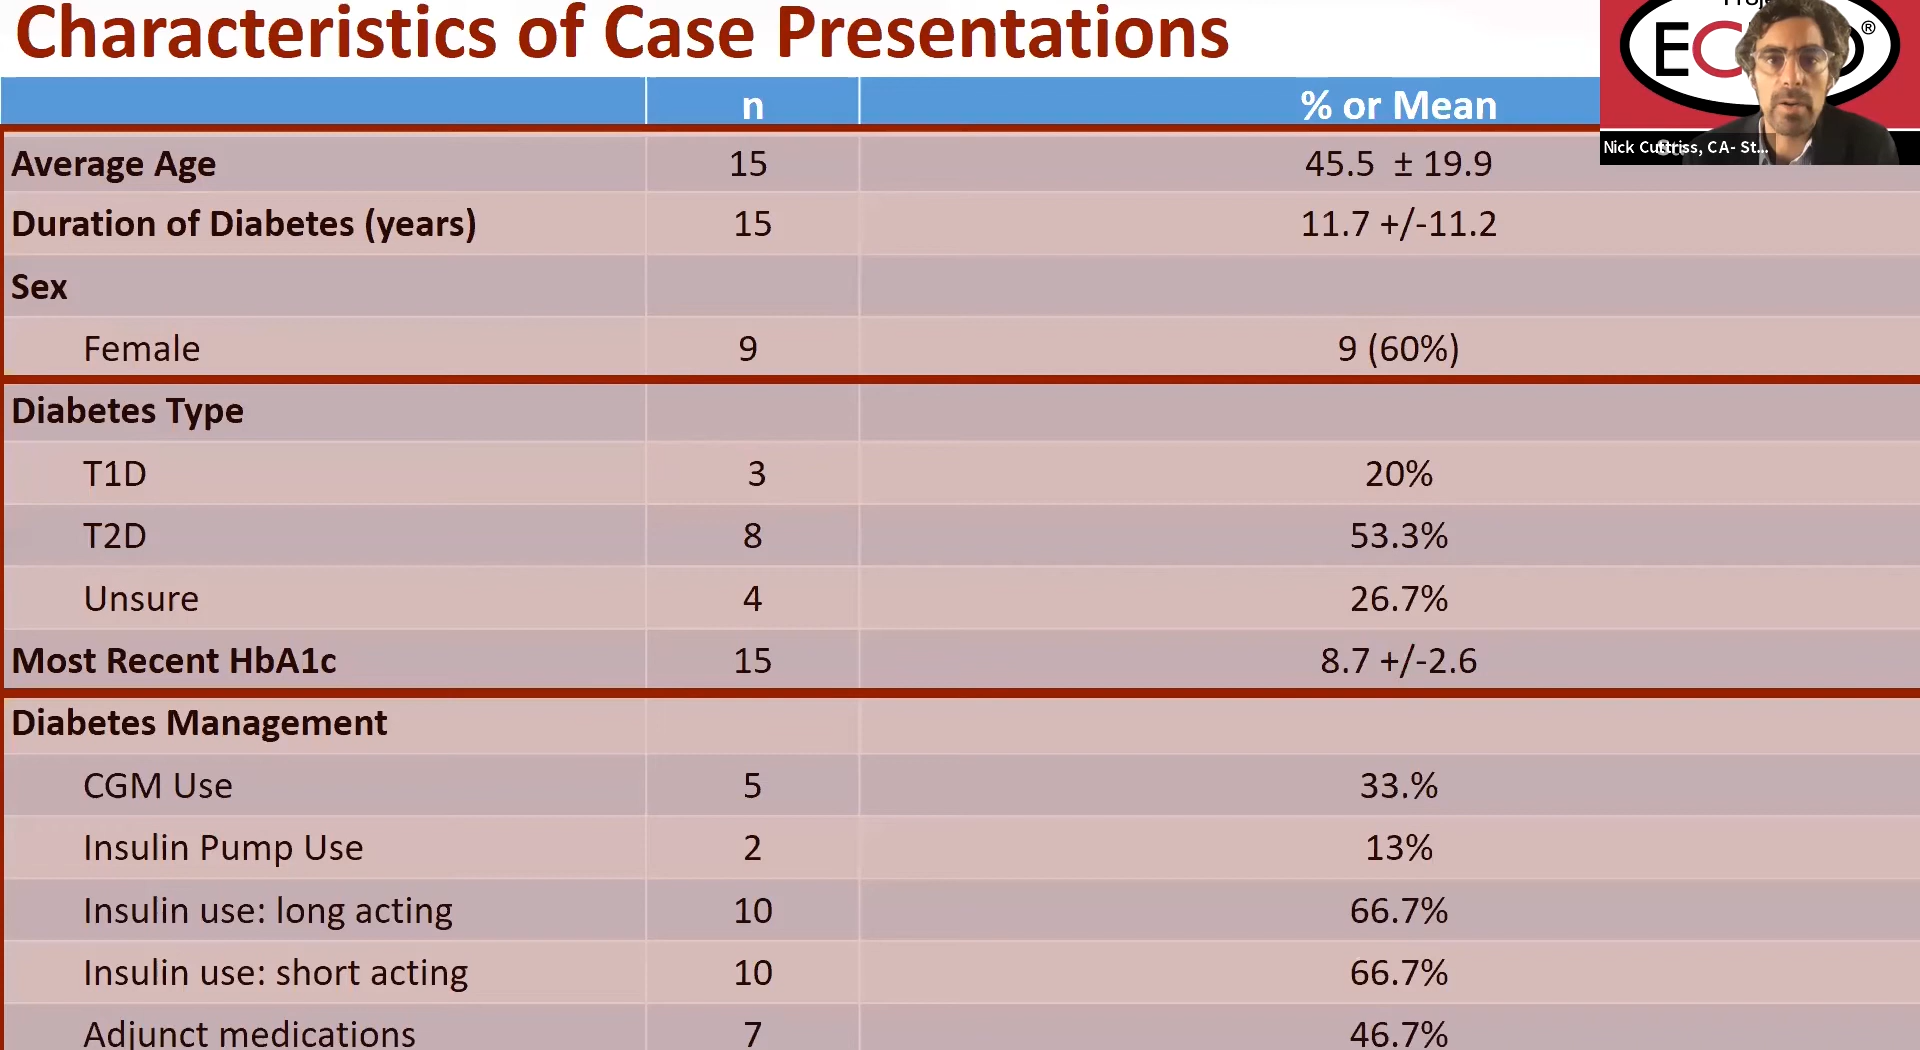 Characteristics of Case Presentations
n % or Mean
Average Age 15 45.5 ± 19.9
Duration of Diabetes (years) 15 11.7 +/-11.2
Sex
Female 9 9 (60%)
Diabetes Type
T1D 3 20%
T2D 8 53.3%
Unsure 4 26.7%
Most Recent HbA1c 15 8.7 +/-2.6
Diabetes Management
CGM Use 5 33.%
Insulin Pump Use 2 13%
Insulin use: long acting 10 66.7%
Insulin use: short acting 10 66.7%
Adjunct medications 7 46.7%
Nick Cuttriss, CA- St...